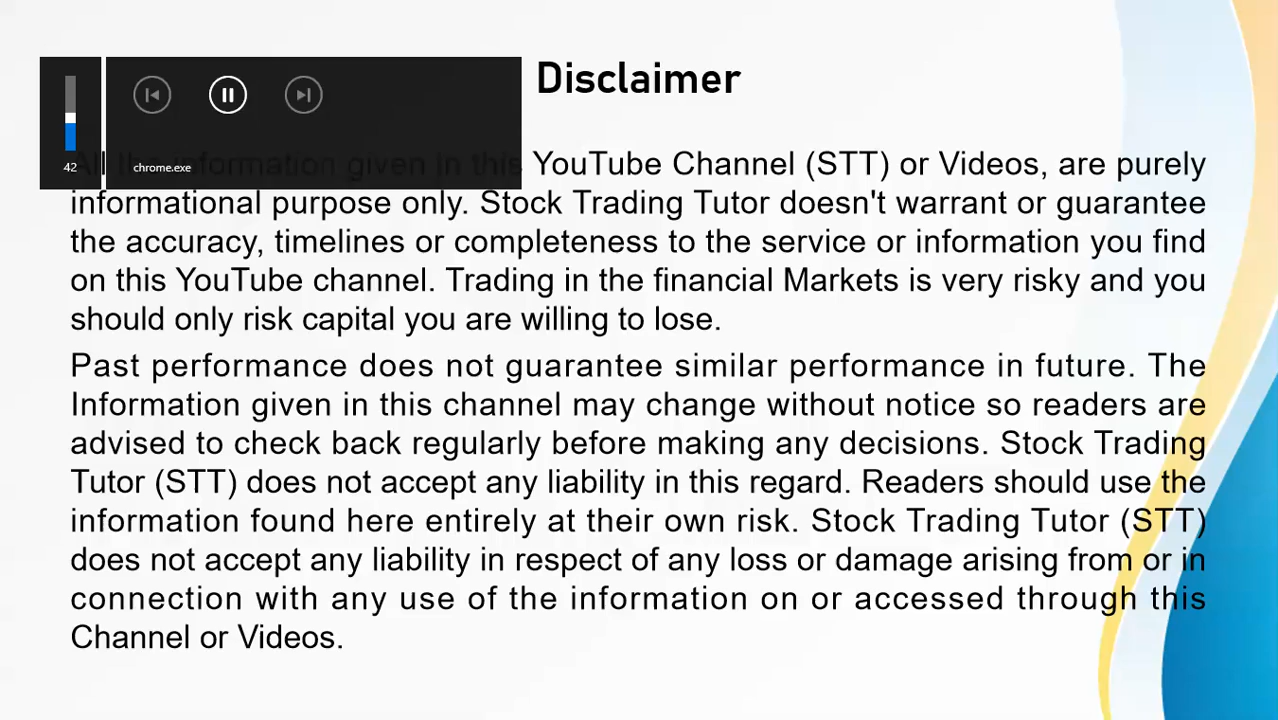 Disclaimer
42
chrome.exe
All the information given in this YouTube Channel (STT) or Videos, are purely
informational purpose only. Stock Trading Tutor doesn't warrant or guarantee
the accuracy, timelines or completeness to the service or information you find
on this YouTube channel. Trading in the financial Markets is very risky and you
should only risk capital you are willing to lose.
Past performance does not guarantee similar performance in future. The
Information given in this channel may change without notice so readers are
advised to check back regularly before making any decisions. Stock Trading
Tutor (STT) does not accept any liability in this regard. Readers should use the
information found here entirely at their own risk. Stock Trading Tutor (STT)
does not accept any liability in respect of any loss or damage arising from or in
connection with any use of the information on or accessed through this
Channel or Videos.